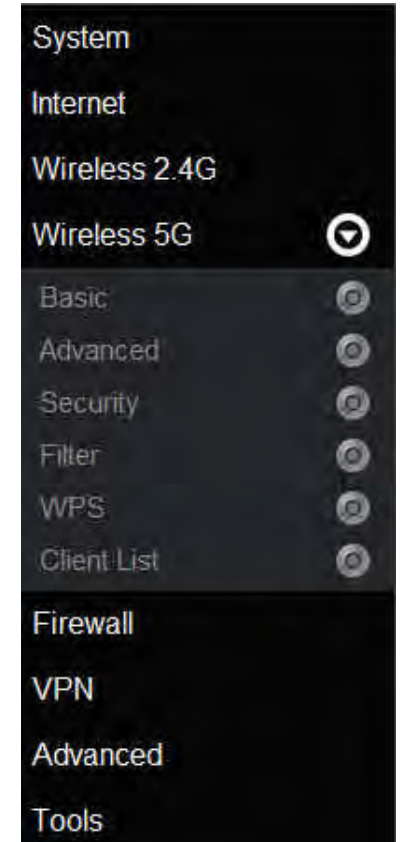 System
Internet
Wireless 2.4G
Wireless 5G
Basic
Advanced
Security
Filter
WPS
Client List
Firewall
VPN
Advanced
Tools